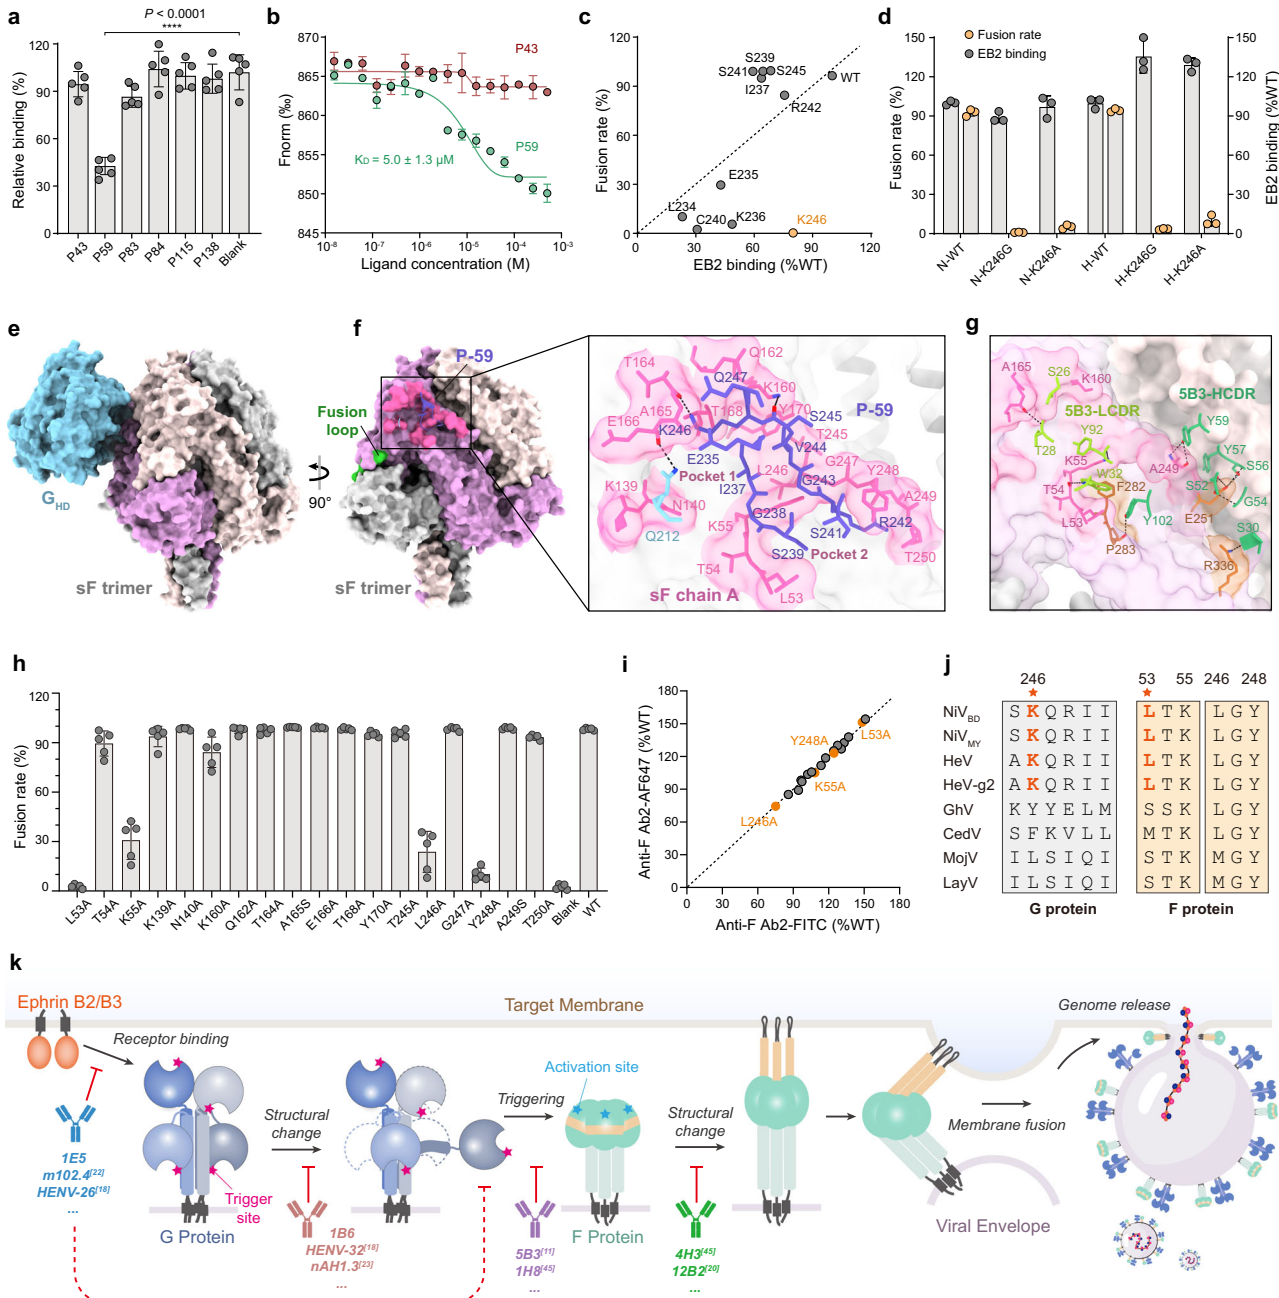 a
P < 0.0001
****
Relative binding (%)
120
90
60
30
0
P43
P59
P83
P84
P115
P138
Blank
b
Fnorm (‰)
870
865
860
855
850
845
P43
P59
KD = 5.0 ± 1.3 µM
10-8
10-7
10-6
10-5
10-4
10-3
Ligand concentration (M)
c
Fusion rate (%)
120
90
60
30
0
S239
S241
S245
I237
WT
R242
E235
L234
C240
K236
K246
0
30
60
90
120
EB2 binding (%WT)
d
Fusion rate
EB2 binding
Fusion rate (%)
150
120
90
60
30
0
150
120
90
60
30
0
EB2 binding (%WT)
N-WT
N-K246G
N-K246A
H-WT
H-K246G
H-K246A
e
GHD
sF trimer
90°
f
P-59
Fusion
loop
sF trimer
Q162
T164
Q247
K160
A165
T168
Y170
P-59
E166
S245
K246
T245
E235
V244
L246
G247
Pocket 1
Y248
I237
G243
K139
A249
N140
G238
K55
R242
Q212
S241
S239
Pocket 2
T250
T54
sF chain A
L53
g
A165
S26
K160
5B3-LCDR
5B3-HCDR
Y59
Y92
T28
Y57
K55
A249
S56
W32
T54
F282
S52
G54
L53
E251
Y102
S30
P283
R336
h
Fusion rate (%)
120
90
60
30
0
L53A
T54A
K55A
K139A
N140A
K160A
Q162A
T164A
A165S
E166A
T168A
Y170A
T245A
L246A
G247A
Y248A
A249S
T250A
Blank
WT
i
Anti-F Ab2-AF647 (%WT)
180
150
120
90
60
30
0
Y248A
L53A
K55A
L246A
0
30
60
90
120
150
180
Anti-F Ab2-FITC (%WT)
j
246 53 55 246 248
NiVBD S K Q R I I L T K L G Y
NiVMY S K Q R I I L T K L G Y
HeV A K Q R I I L T K L G Y
HeV-g2 A K Q R I I L T K L G Y
GhV K Y Y E L M S S K L G Y
CedV S F K V L L M T K L G Y
MojV I L S I Q I S T K M G Y
LayV I L S I Q I S T K M G Y
G protein
F protein
k
Ephrin B2/B3
Target Membrane
Genome release
Receptor binding
Activation site
Structural
change
Triggering
Structural
change
Membrane fusion
1E5
m102.4[22]
HENV-26[18]
...
Trigger
site
G Protein
1B6
HENV-32[18]
nAH1.3[23]
...
5B3[11]
1H8[45]
...
F Protein
4H3[45]
12B2[20]
...
Viral Envelope